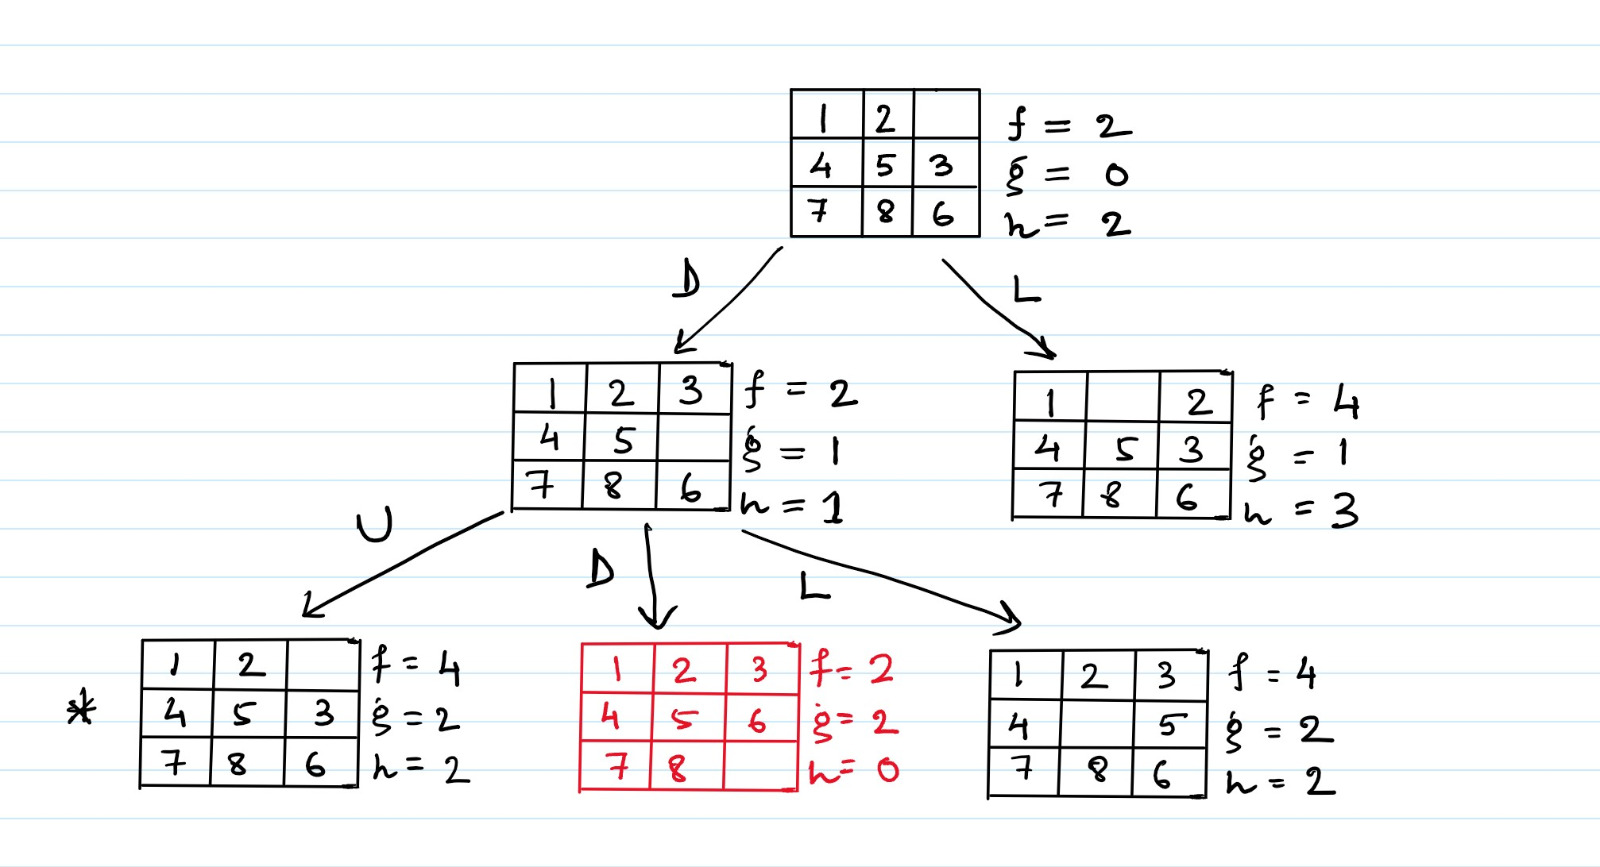 1 2
4 5 3
7 8 6
f = 2
g = 0
h = 2
D
L
1 2 3
4 5
7 8 6
f = 2
g = 1
h = 1
1 2
4 5 3
7 8 6
f = 4
g = 1
h = 3
U
D
L
*
1 2
4 5 3
7 8 6
f = 4
g = 2
h = 2
1 2 3
4 5 6
7 8
f = 2
g = 2
h = 0
1 2 3
4 5
7 8 6
f = 4
g = 2
h = 2